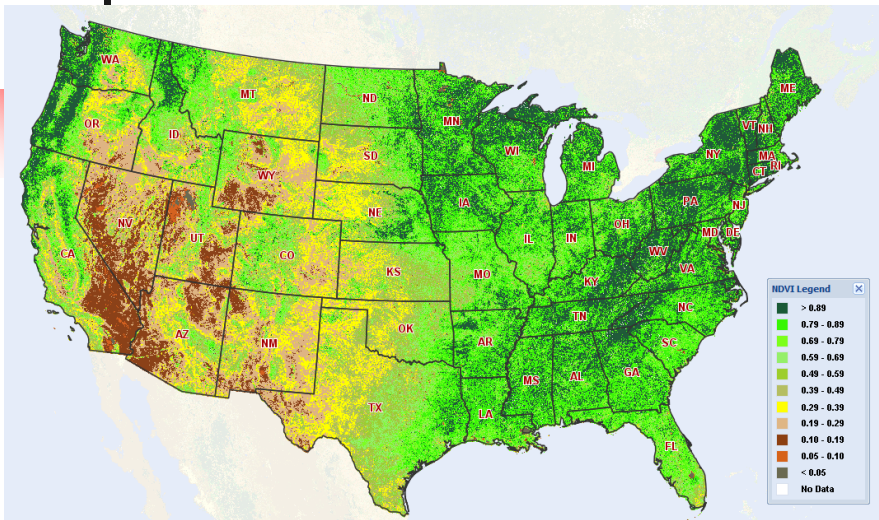 WA
MT
ND
MN
ME
OR
ID
SD
WI
MI
VT
NH
NY
MA
CT
RI
WY
NE
IA
PA
NJ
NV
UT
CO
IL
IN
OH
MD
DE
WV
CA
KS
MO
KY
VA
AZ
NM
OK
AR
TN
NC
SC
TX
MS
AL
GA
LA
FL
NDVI Legend
> 0.89
0.79 - 0.89
0.69 - 0.79
0.59 - 0.69
0.49 - 0.59
0.39 - 0.49
0.29 - 0.39
0.19 - 0.29
0.10 - 0.19
0.05 - 0.10
< 0.05
No Data